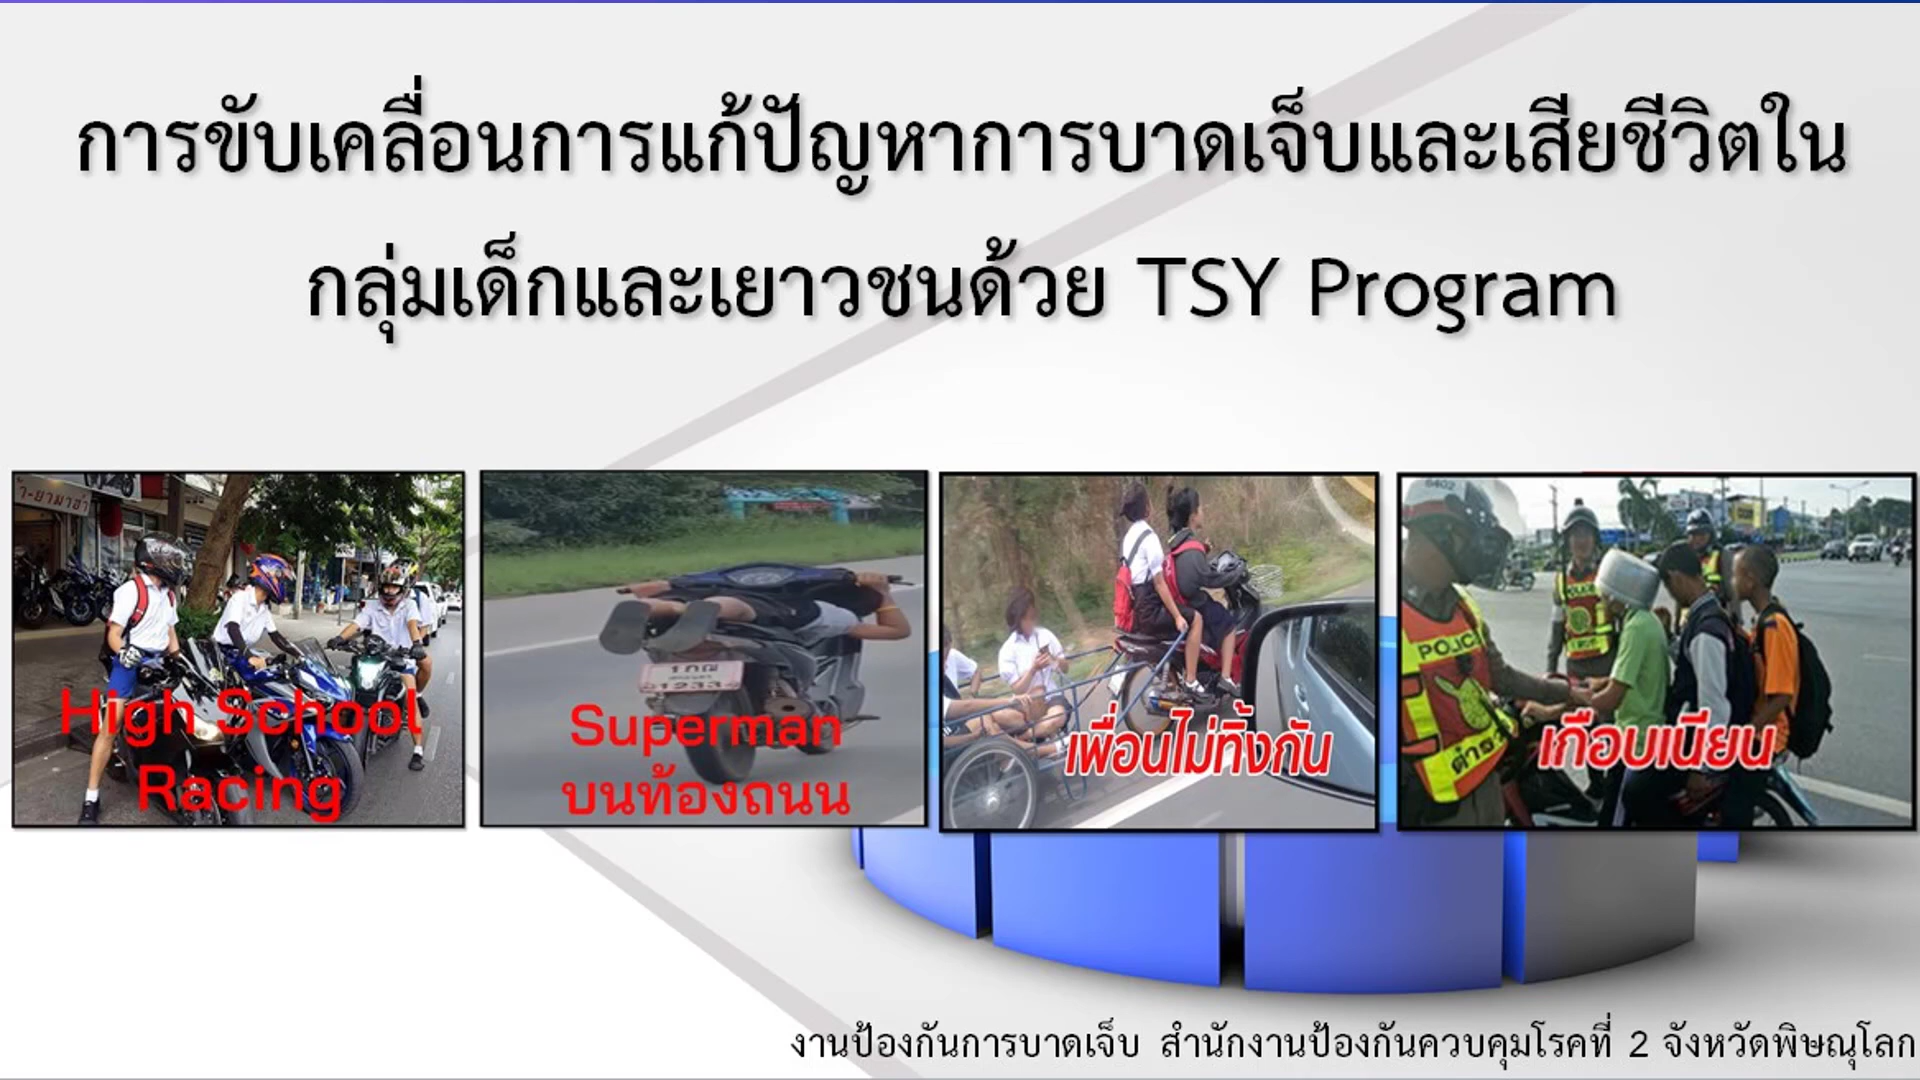 การขับเคลื่อนการแก้ปัญหาการบาดเจ็บและเสียชีวิตใน
กลุ่มเด็กและเยาวชนด้วย TSY Program
High School
Racing
Superman
บนท้องถนน
เพื่อนไม่ทิ้งกัน
เกือบเนียน
6402
POLICE
งานป้องกันการบาดเจ็บ สำนักงานป้องกันควบคุมโรคที่ 2 จังหวัดพิษณุโลก